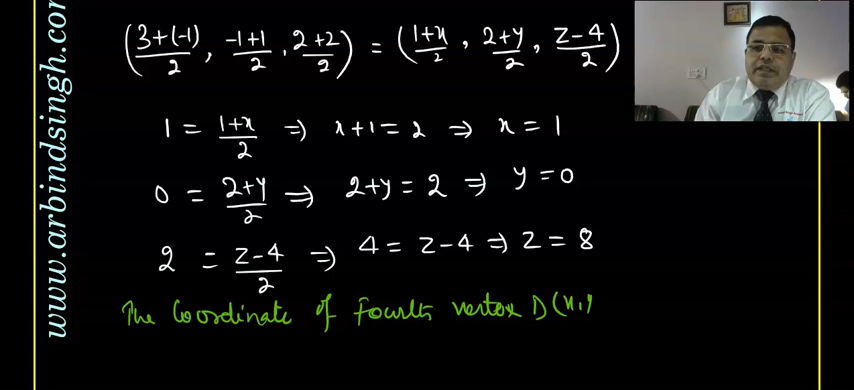 (3+(-1)/2, -1+1/2, 2+2/2) = (1+x/2, 2+y/2, z-4/2)
1 = 1+x/2 => x+1=2 => x=1
0 = 2+y/2 => 2+y=2 => y=0
2 = z-4/2 => 4=z-4 => z=8
The Coordinate of Fourth vertex D(x,y
www.arbindsingh.com